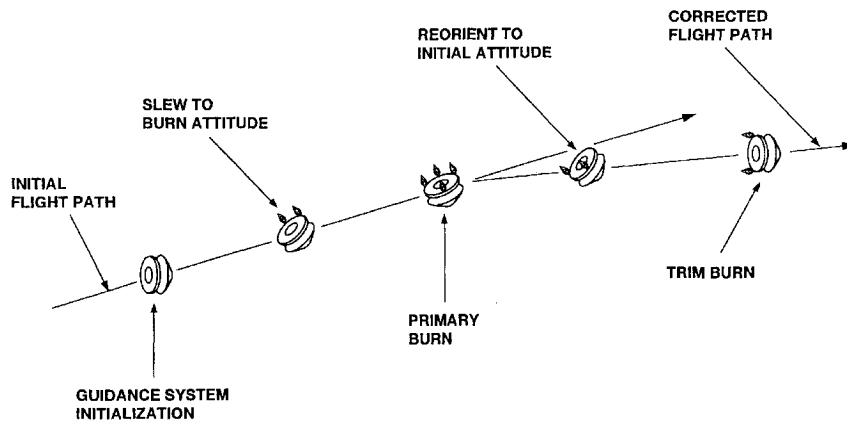 CORRECTED
FLIGHT PATH
REORIENT TO
INITIAL ATTITUDE
SLEW TO
BURN ATTITUDE
INITIAL
FLIGHT PATH
TRIM BURN
PRIMARY
BURN
GUIDANCE SYSTEM
INITIALIZATION